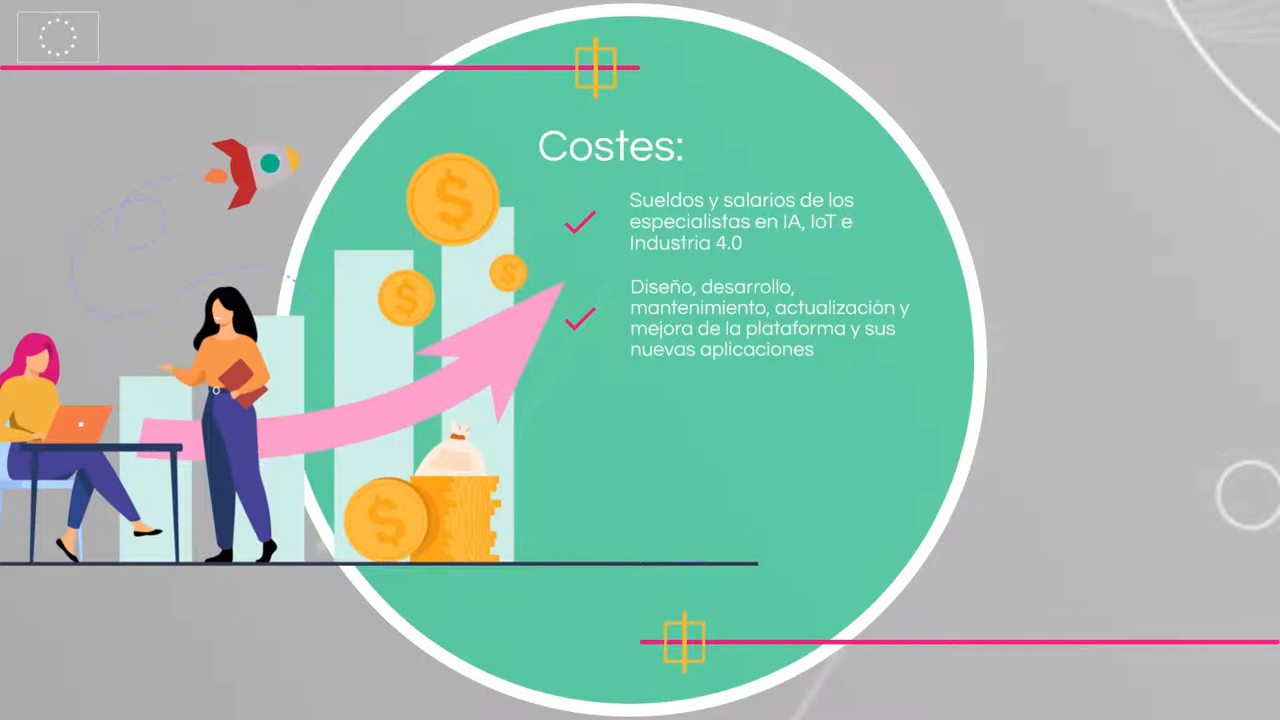 Costes:
Sueldos y salarios de los
especialistas en IA, IoT e
Industria 4.0
Diseño, desarrollo,
mantenimiento, actualización y
mejora de la plataforma y sus
nuevas aplicaciones
$
$
$
$